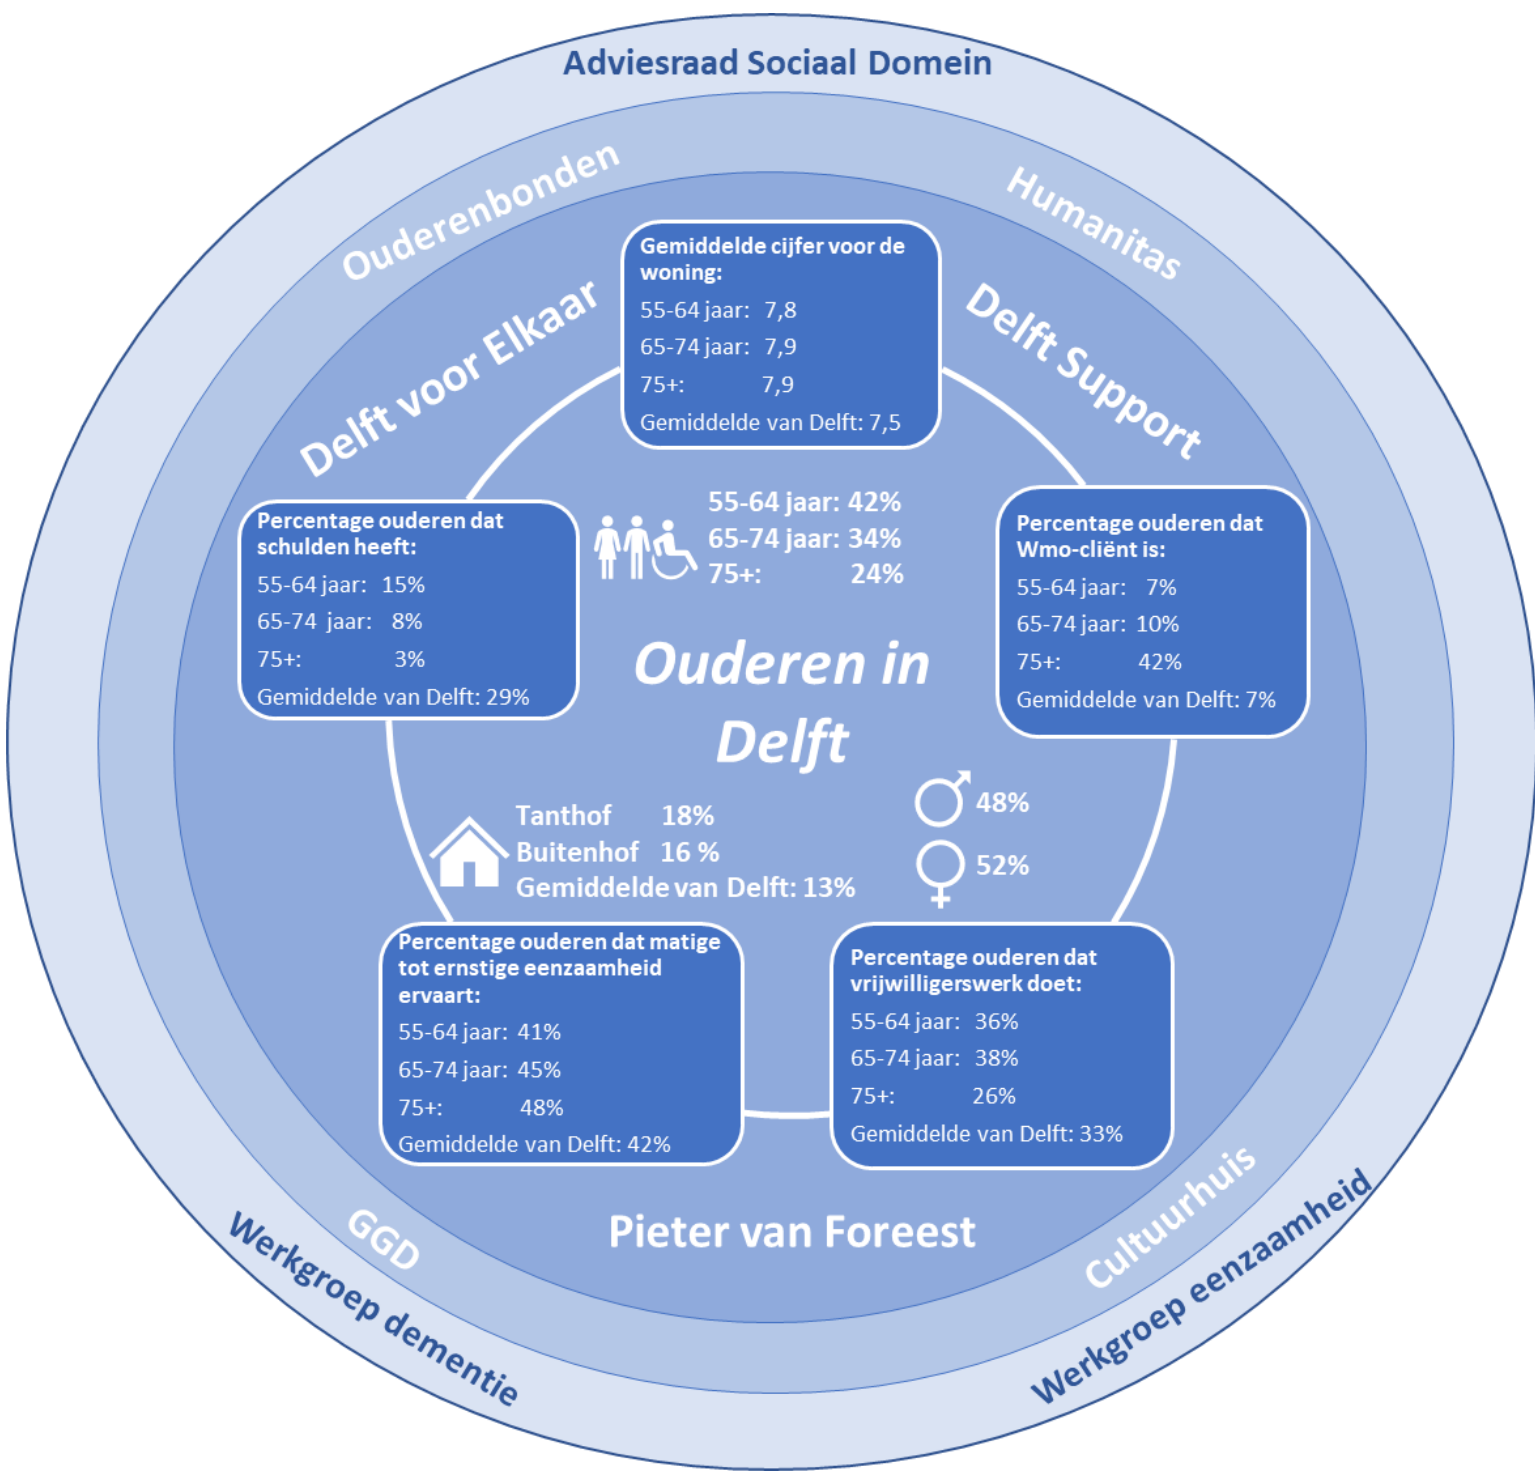 Adviesraad Sociaal Domein
Ouderenbonden
Humanitas
Delft voor Elkaar
Delft Support
Gemiddelde cijfer voor de
woning:
55-64 jaar: 7,8
65-74 jaar: 7,9
75+: 7,9
Gemiddelde van Delft: 7,5
55-64 jaar: 42%
65-74 jaar: 34%
75+: 24%
Percentage ouderen dat
schulden heeft:
55-64 jaar: 15%
65-74 jaar: 8%
75+: 3%
Gemiddelde van Delft: 29%
Percentage ouderen dat
Wmo-cliënt is:
55-64 jaar: 7%
65-74 jaar: 10%
75+: 42%
Gemiddelde van Delft: 7%
Ouderen in
Delft
Tanthof 18%
Buitenhof 16 %
Gemiddelde van Delft: 13%
48%
52%
Percentage ouderen dat matige
tot ernstige eenzaamheid
ervaart:
55-64 jaar: 41%
65-74 jaar: 45%
75+: 48%
Gemiddelde van Delft: 42%
Percentage ouderen dat
vrijwilligerswerk doet:
55-64 jaar: 36%
65-74 jaar: 38%
75+: 26%
Gemiddelde van Delft: 33%
Pieter van Foreest
GGD
Cultuurhuis
Werkgroep dementie
Werkgroep eenzaamheid